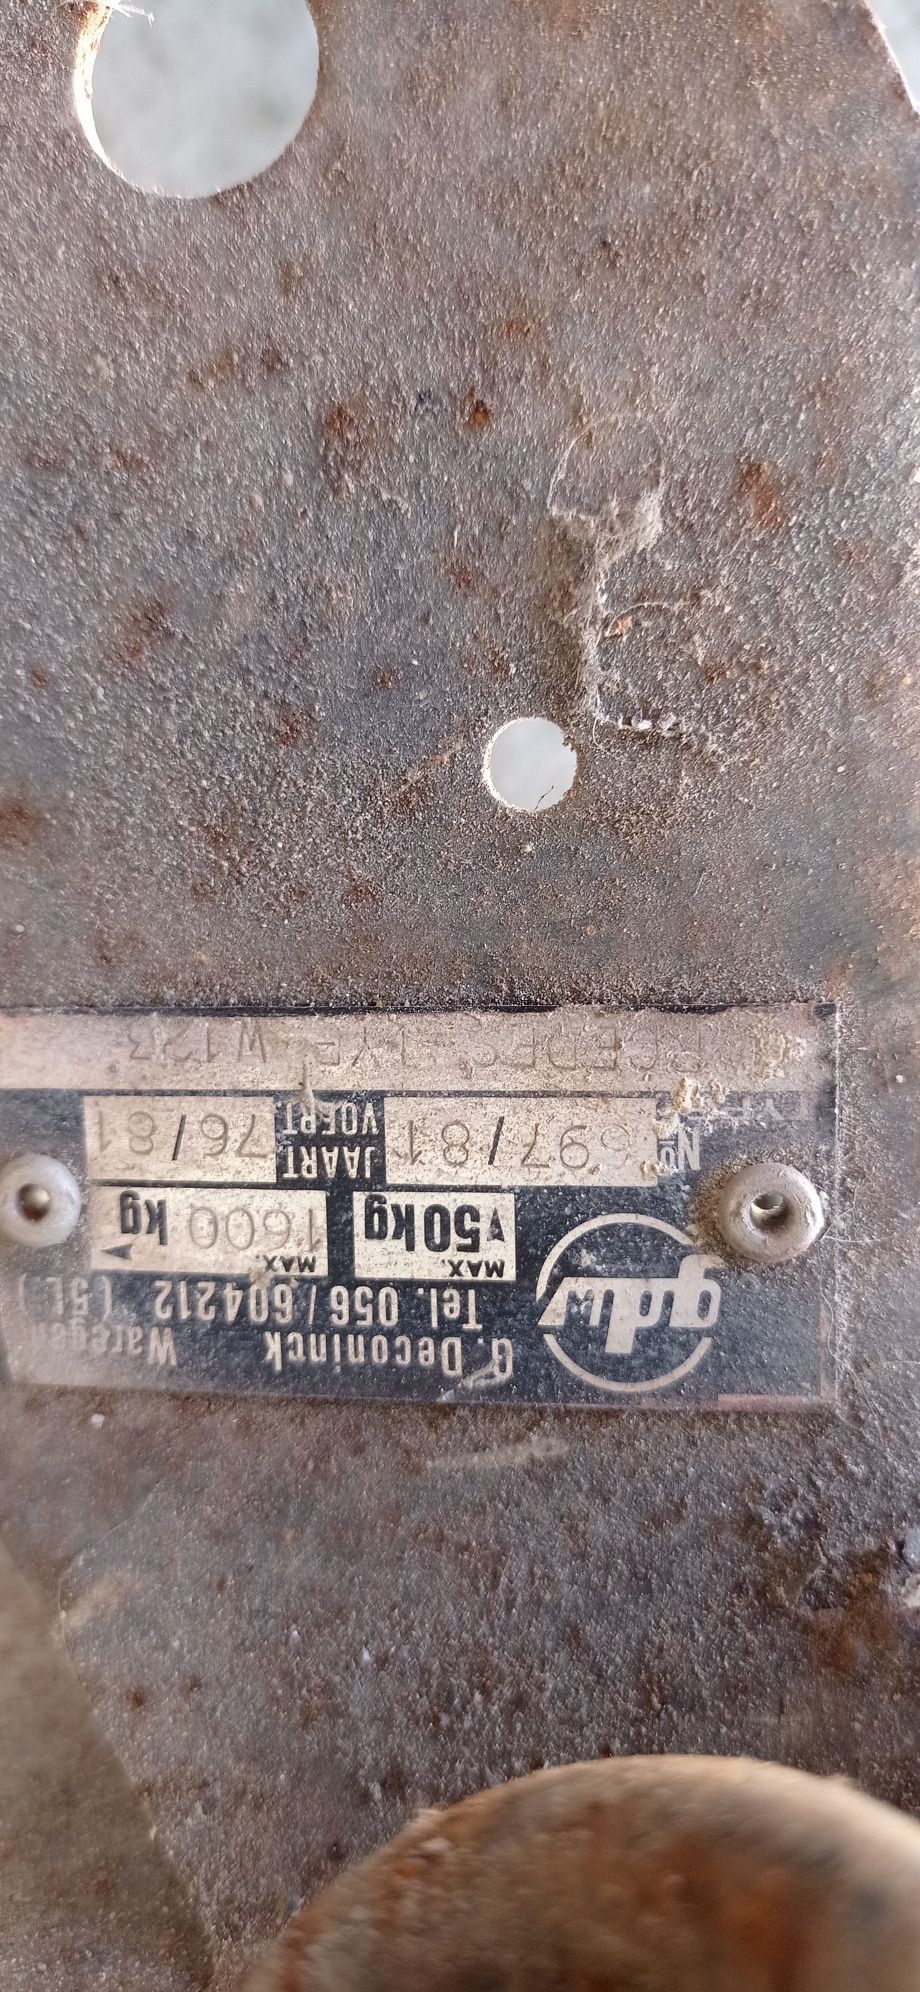 gdw
G. Deconinck Waregem
Tel. 056/604212 (5L)
MAX. 50kg
MAX. 1600 kg
No 697/81
JAART VOERT. 76/81
W123